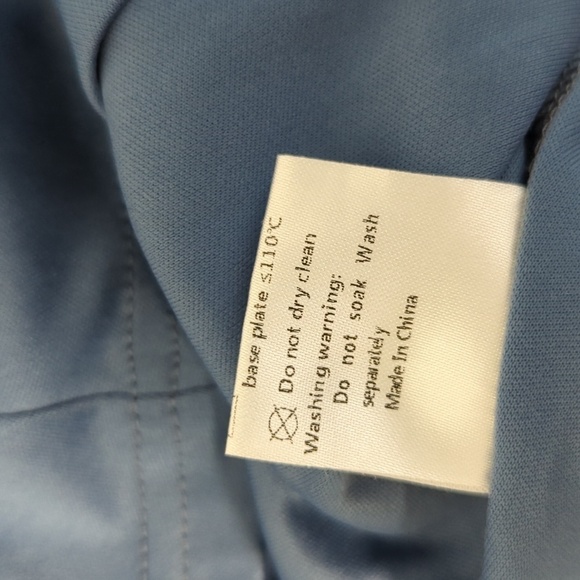 base plate ≤110℃
Do not dry clean
Washing warning:
Do not soak Wash
separately
Made In China